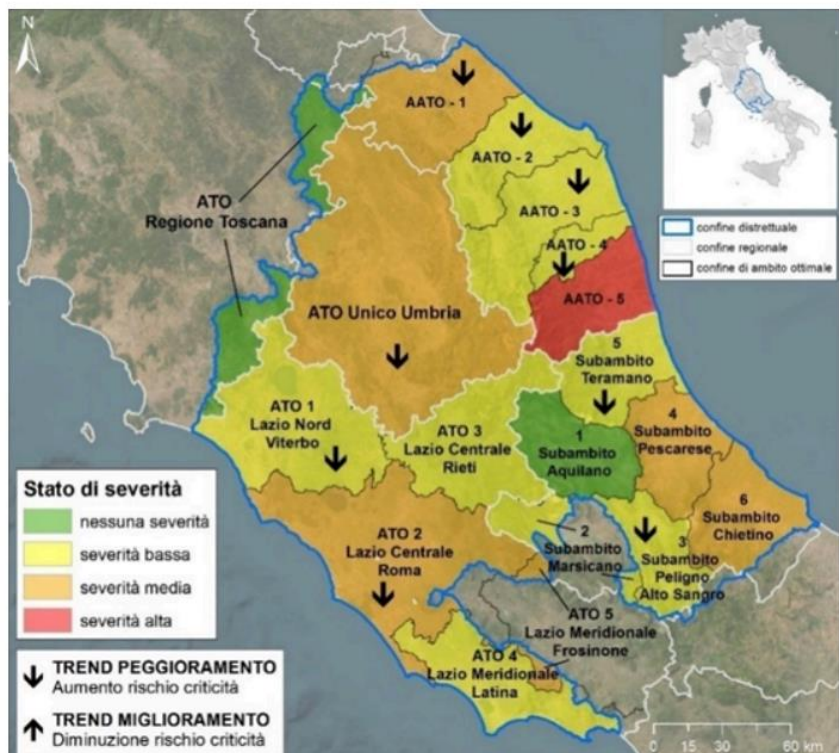 N
AATO - 1
AATO - 2
AATO - 3
AATO - 4
AATO - 5
ATO
Regione Toscana
ATO Unico Umbria
5
Subambito
Teramano
ATO 1
Lazio Nord
Viterbo
ATO 3
Lazio Centrale
Rieti
1
Subambito
Aquilano
4
Subambito
Pescarese
6
Subambito
Chietino
ATO 2
Lazio Centrale
Roma
2
Subambito
Marsicano
3
Subambito
Peligno
Alto Sangro
ATO 5
Lazio Meridionale
Frosinone
ATO 4
Lazio Meridionale
Latina
confine distrettuale
confine regionale
confine di ambito ottimale
Stato di severità
nessuna severità
severità bassa
severità media
severità alta
TREND PEGGIORAMENTO
Aumento rischio criticità
TREND MIGLIORAMENTO
Diminuzione rischio criticità
0 15 30 60 km